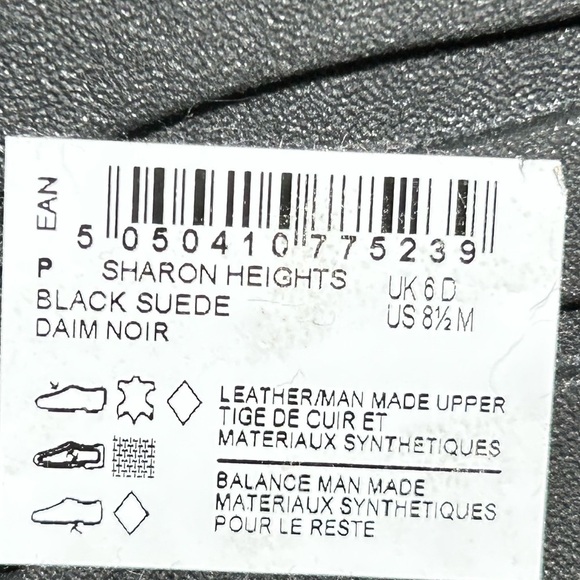 EAN
5 050410 775239
P SHARON HEIGHTS UK 6 D
BLACK SUEDE US 8½ M
DAIM NOIR
LEATHER/MAN MADE UPPER
TIGE DE CUIR ET
MATERIAUX SYNTHETIQUES
BALANCE MAN MADE
MATERIAUX SYNTHETIQUES
POUR LE RESTE